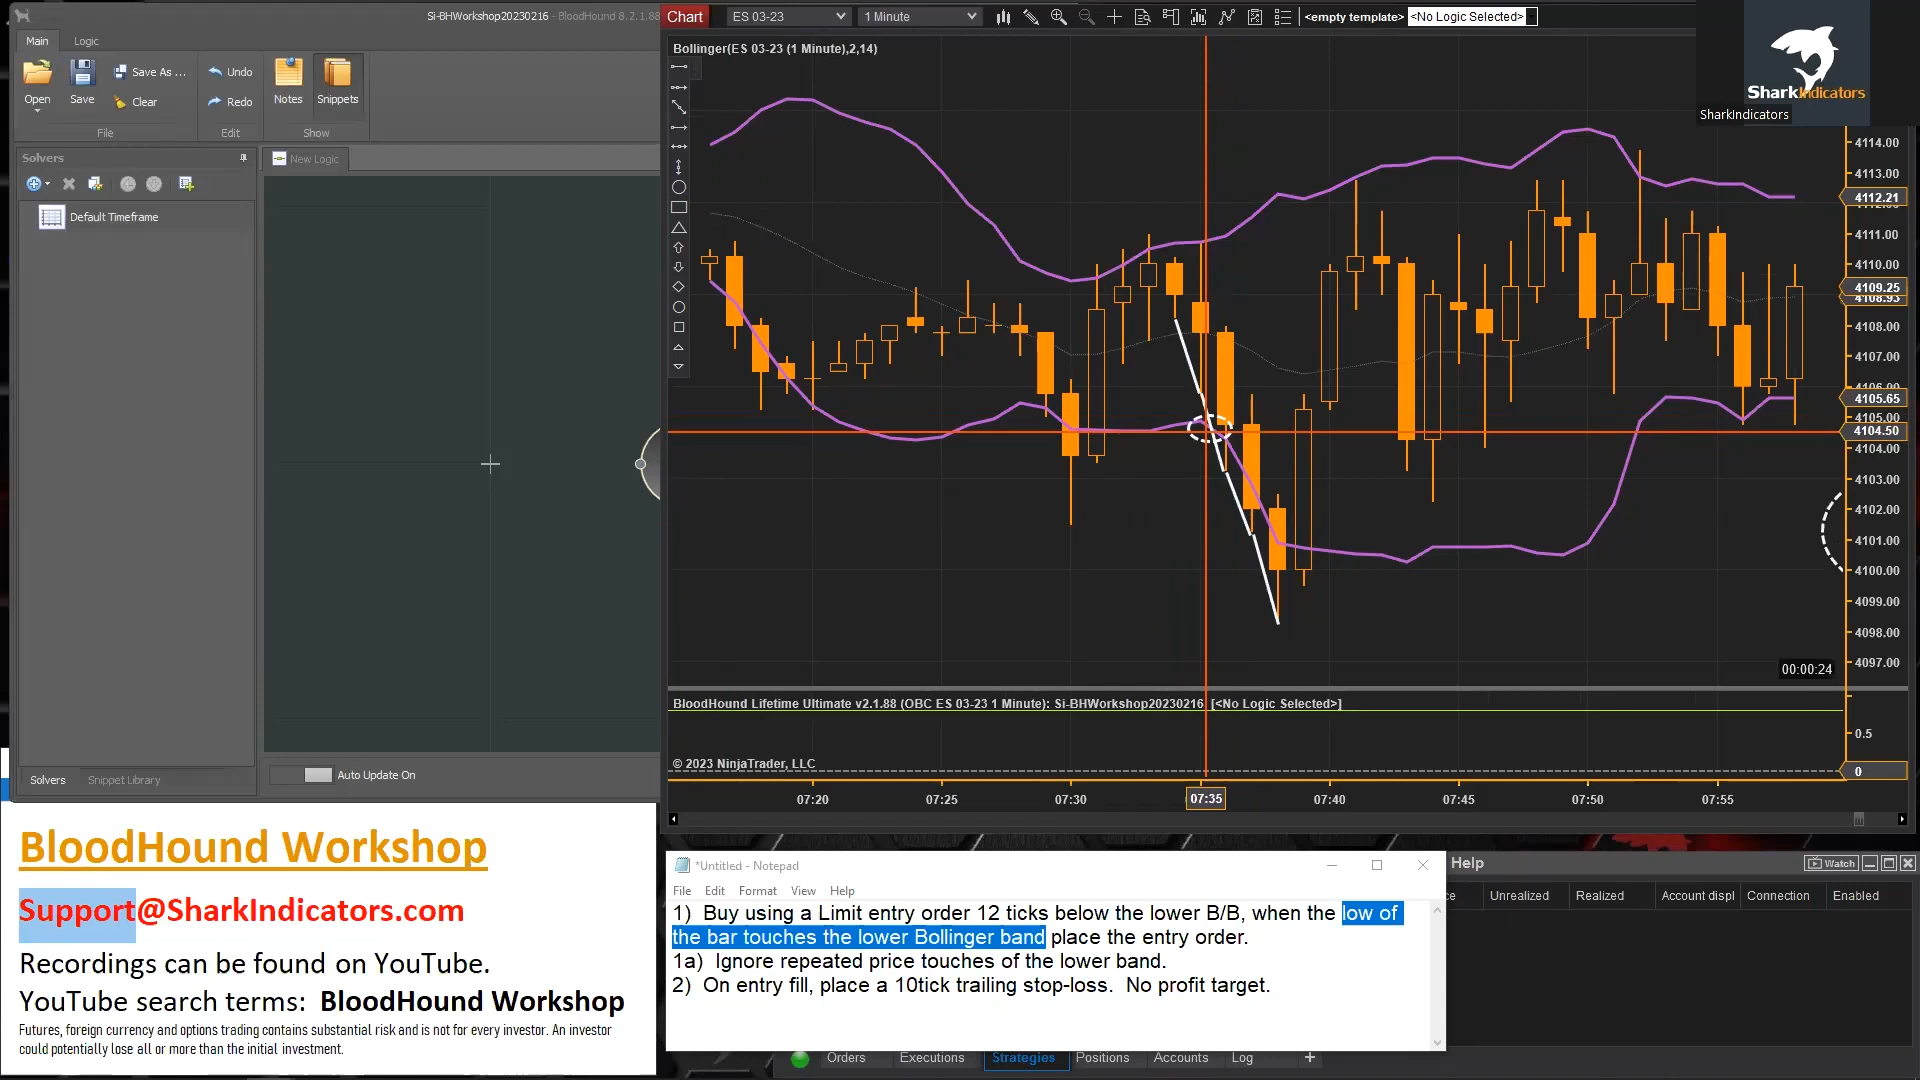 Si-BHWorkshop20230216 - BloodHound 8.2.1.88
Main
Logic
Open
Save
Save As ...
Clear
Undo
Redo
Notes
Snippets
File
Edit
Show
Solvers
New Logic
Default Timeframe
Solvers
Snippet Library
Auto Update On
Chart
ES 03-23
1 Minute
<empty template>
<No Logic Selected>
Bollinger(ES 03-23 (1 Minute),2,14)
SharkIndicators
SharkIndicators
4114.00
4113.00
4112.21
4111.00
4110.00
4109.25
4108.93
4108.00
4107.00
4106.00
4105.65
4105.00
4104.50
4104.00
4103.00
4102.00
4101.00
4100.00
4099.00
4098.00
4097.00
00:00:24
BloodHound Lifetime Ultimate v2.1.88 (OBC ES 03-23 1 Minute): Si-BHWorkshop20230216 [<No Logic Selected>]
0.5
0
© 2023 NinjaTrader, LLC
07:20
07:25
07:30
07:35
07:40
07:45
07:50
07:55
BloodHound Workshop
Support@SharkIndicators.com
Recordings can be found on YouTube.
YouTube search terms: BloodHound Workshop
Futures, foreign currency and options trading contains substantial risk and is not for every investor. An investor
could potentially lose all or more than the initial investment.
*Untitled - Notepad
File Edit Format View Help
1) Buy using a Limit entry order 12 ticks below the lower B/B, when the low of
the bar touches the lower Bollinger band place the entry order.
1a) Ignore repeated price touches of the lower band.
2) On entry fill, place a 10tick trailing stop-loss. No profit target.
Help
Watch
ce
Unrealized
Realized
Account displ
Connection
Enabled
Orders
Executions
Strategies
Positions
Accounts
Log
+